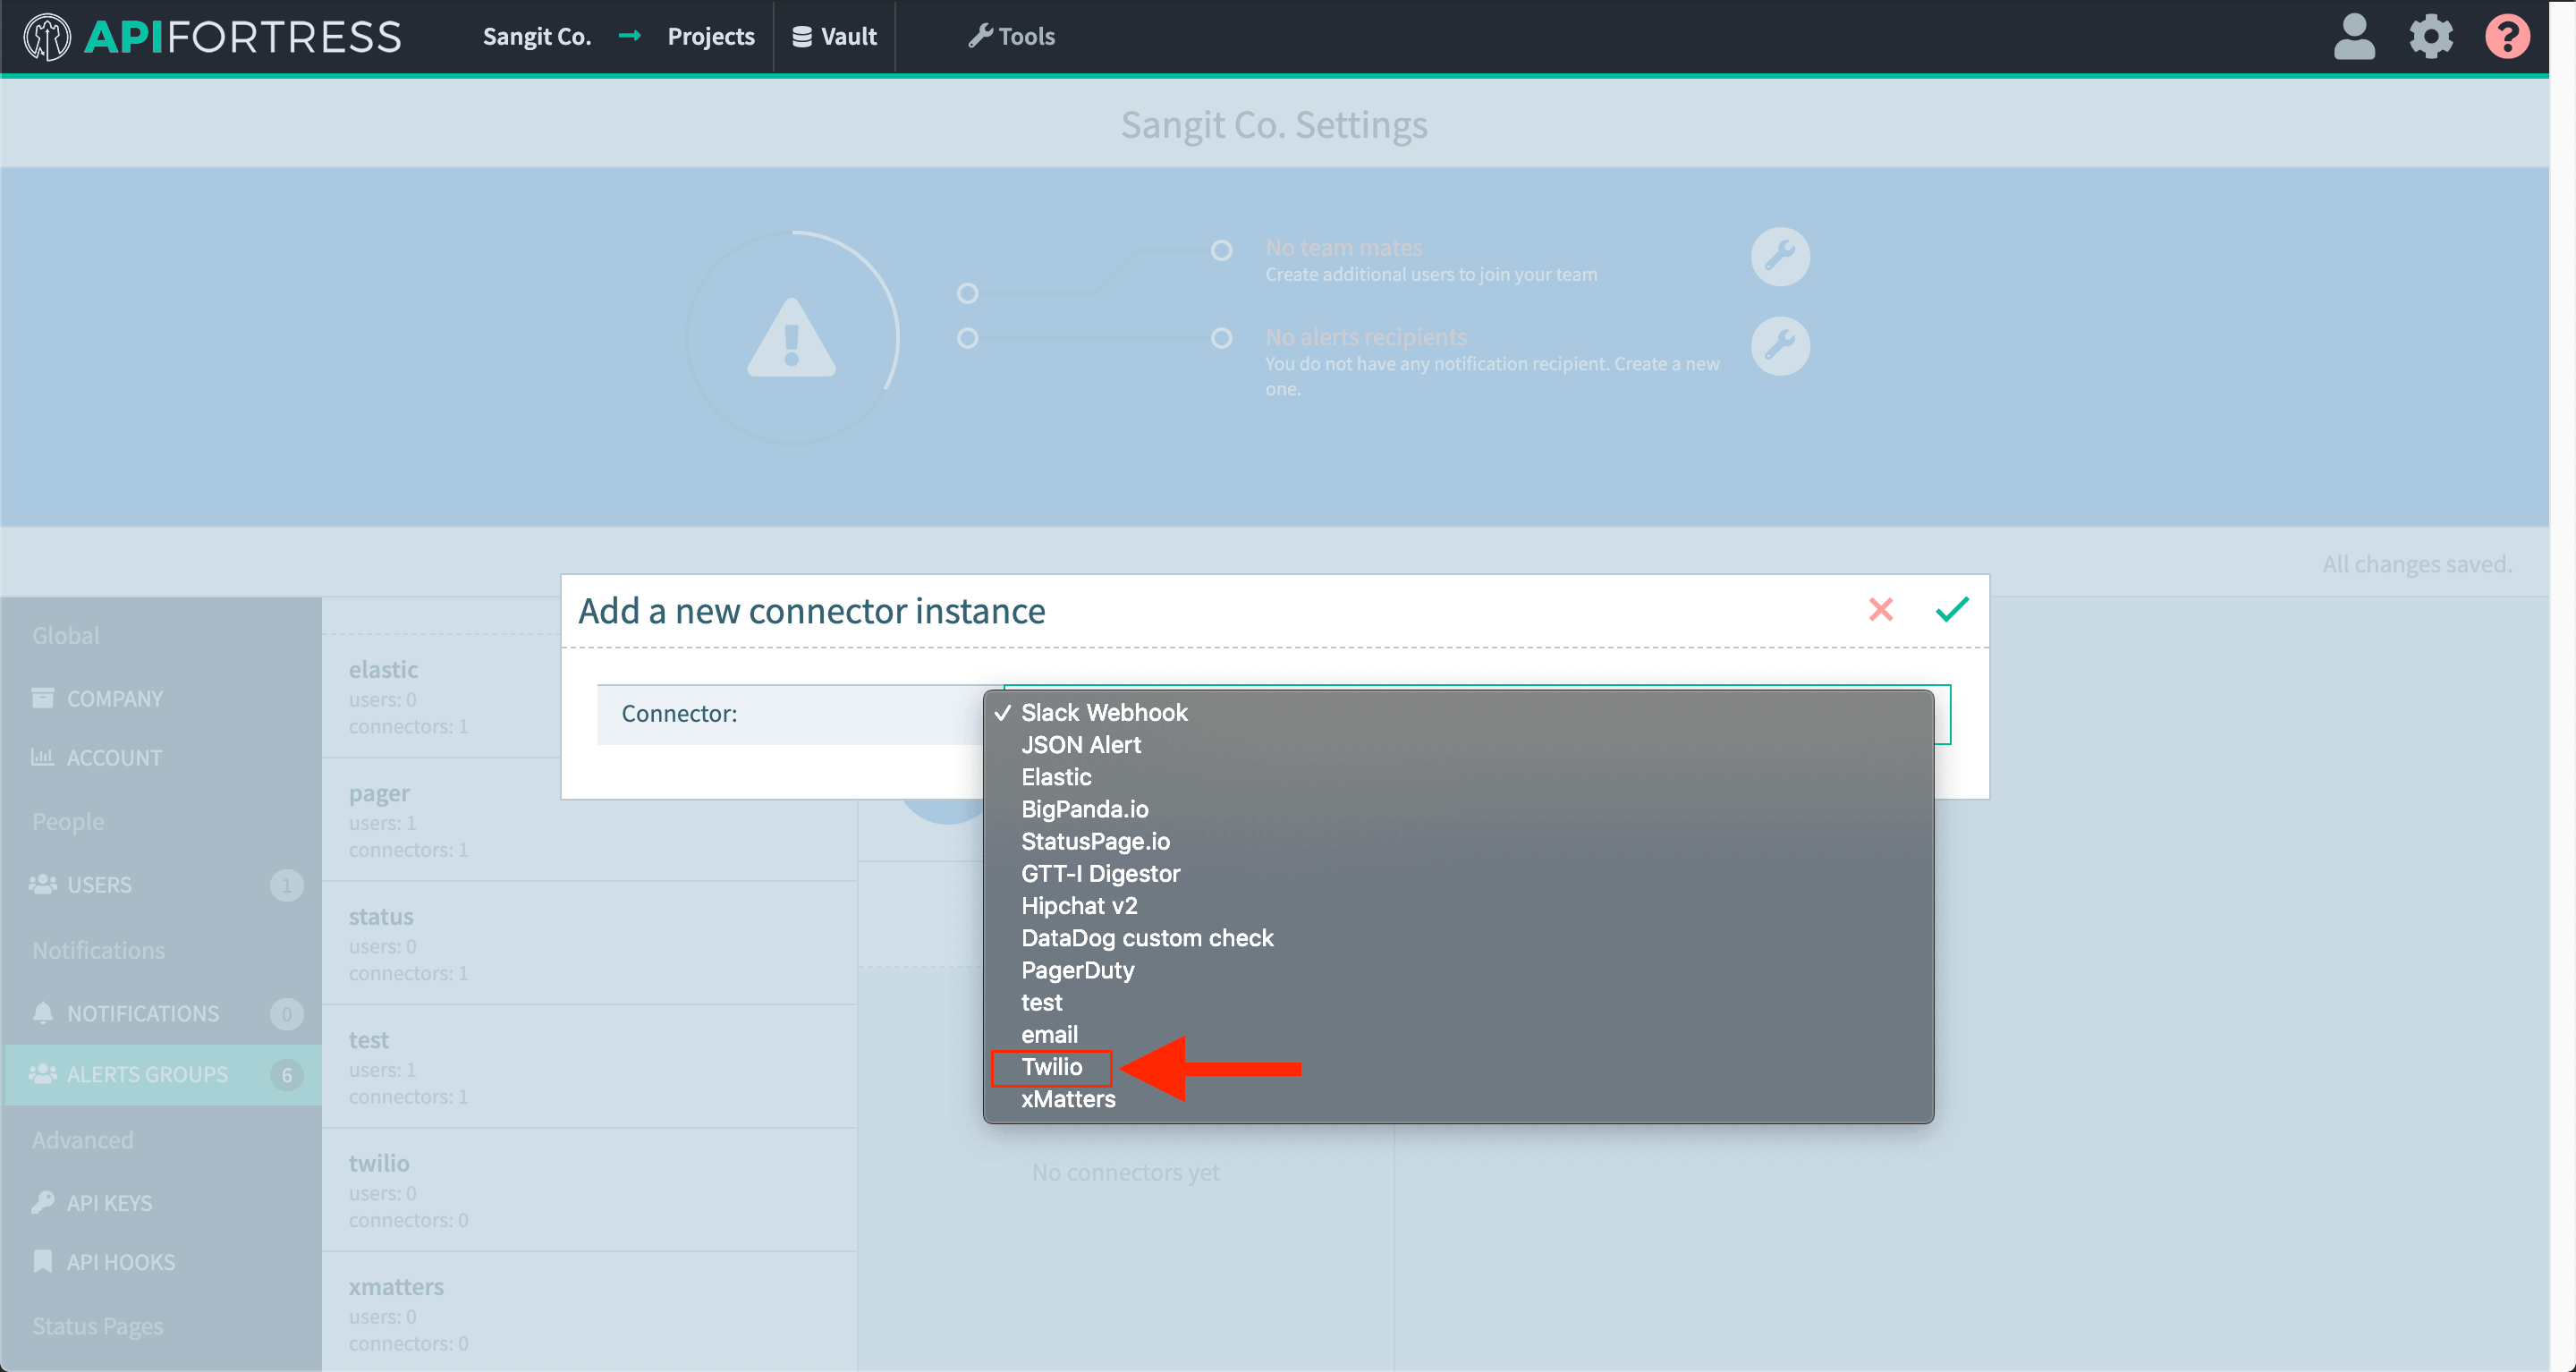 APIFORTRESS
Sangit Co. → Projects
Vault
Tools
?
Sangit Co. Settings
No team mates
Create additional users to join your team
No alerts recipients
You do not have any notification recipient. Create a new
one.
All changes saved.
Add a new connector instance
Connector:
✓ Slack Webhook
JSON Alert
Elastic
BigPanda.io
StatusPage.io
GTT-I Digestor
Hipchat v2
DataDog custom check
PagerDuty
test
email
Twilio
xMatters
Global
COMPANY
ACCOUNT
People
USERS 1
Notifications
NOTIFICATIONS 0
ALERTS GROUPS 6
Advanced
API KEYS
API HOOKS
Status Pages
elastic
users: 0
connectors: 1
pager
users: 1
connectors: 1
status
users: 0
connectors: 1
test
users: 1
connectors: 1
twilio
users: 0
connectors: 0
xmatters
users: 0
connectors: 0
No connectors yet